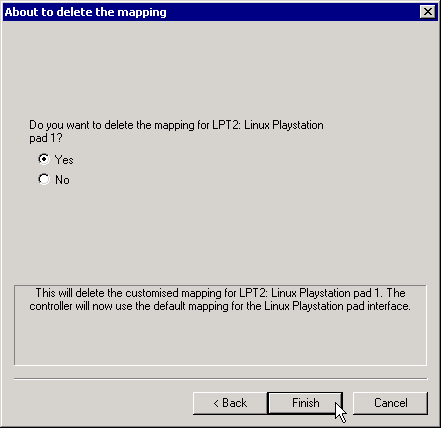 About to delete the mapping
Do you want to delete the mapping for LPT2: Linux Playstation
pad 1?
Yes
No
This will delete the customised mapping for LPT2: Linux Playstation pad 1. The
controller will now use the default mapping for the Linux Playstation pad interface.
< Back
Finish
Cancel